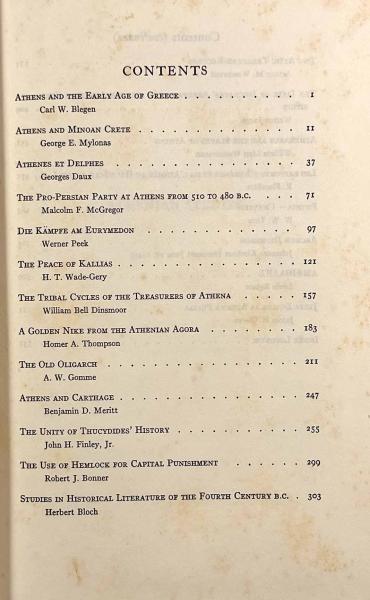 CONTENTS
ATHENS AND THE EARLY AGE OF GREECE . . . . . . . . . . 1
Carl W. Blegen
ATHENS AND MINOAN CRETE . . . . . . . . . . . . 11
George E. Mylonas
ATHENES ET DELPHES . . . . . . . . . . . . . 37
Georges Daux
THE PRO-PERSIAN PARTY AT ATHENS FROM 510 TO 480 B.C. . . . 71
Malcolm F. McGregor
DIE KÄMPFE AM EURYMEDON . . . . . . . . . . . . 97
Werner Peek
THE PEACE OF KALLIAS . . . . . . . . . . . . . 121
H. T. Wade-Gery
THE TRIBAL CYCLES OF THE TREASURERS OF ATHENA . . . . . 157
William Bell Dinsmoor
A GOLDEN NIKE FROM THE ATHENIAN AGORA . . . . . . . 183
Homer A. Thompson
THE OLD OLIGARCH . . . . . . . . . . . . . . 211
A. W. Gomme
ATHENS AND CARTHAGE . . . . . . . . . . . . . 247
Benjamin D. Meritt
THE UNITY OF THUCYDIDES' HISTORY . . . . . . . . . 255
John H. Finley, Jr.
THE USE OF HEMLOCK FOR CAPITAL PUNISHMENT . . . . . . 299
Robert J. Bonner
STUDIES IN HISTORICAL LITERATURE OF THE FOURTH CENTURY B.C. . 303
Herbert Bloch